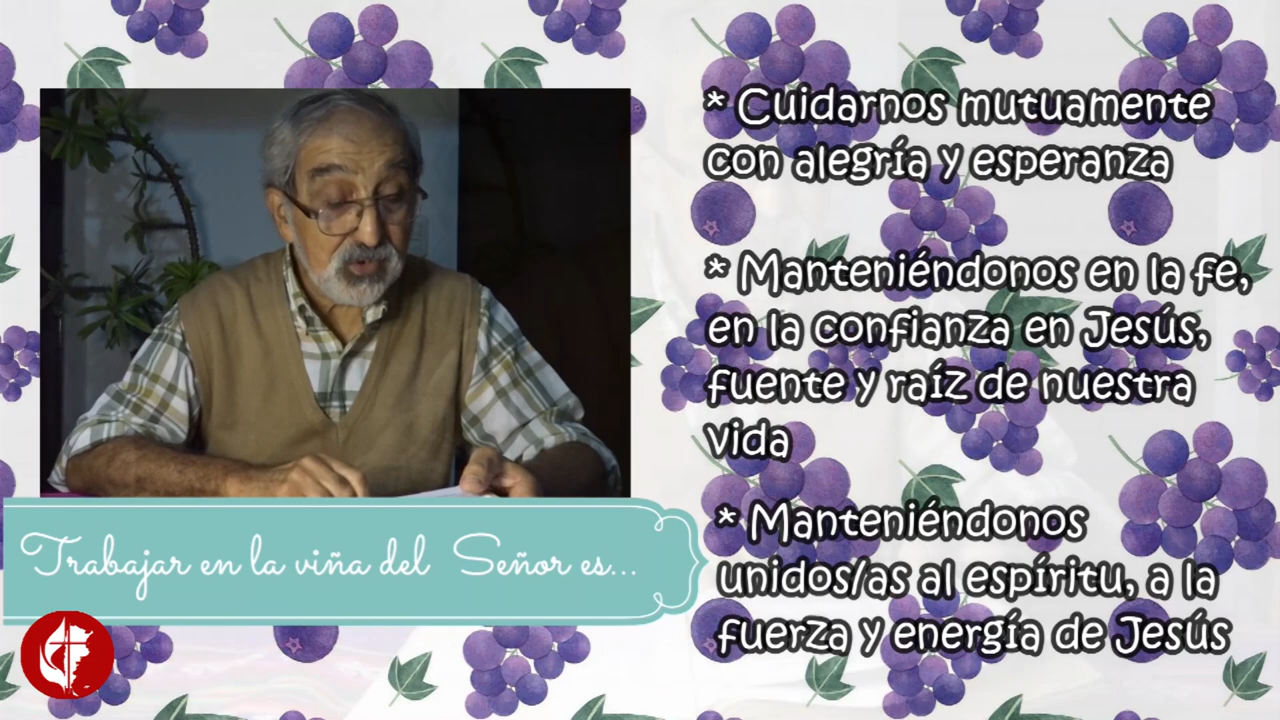 * Cuidarnos mutuamente
con alegría y esperanza
* Manteniéndonos en la fe,
en la confianza en Jesús,
fuente y raíz de nuestra
vida
* Manteniéndonos
unidos/as al espíritu, a la
fuerza y energía de Jesús
Trabajar en la viña del Señor es...